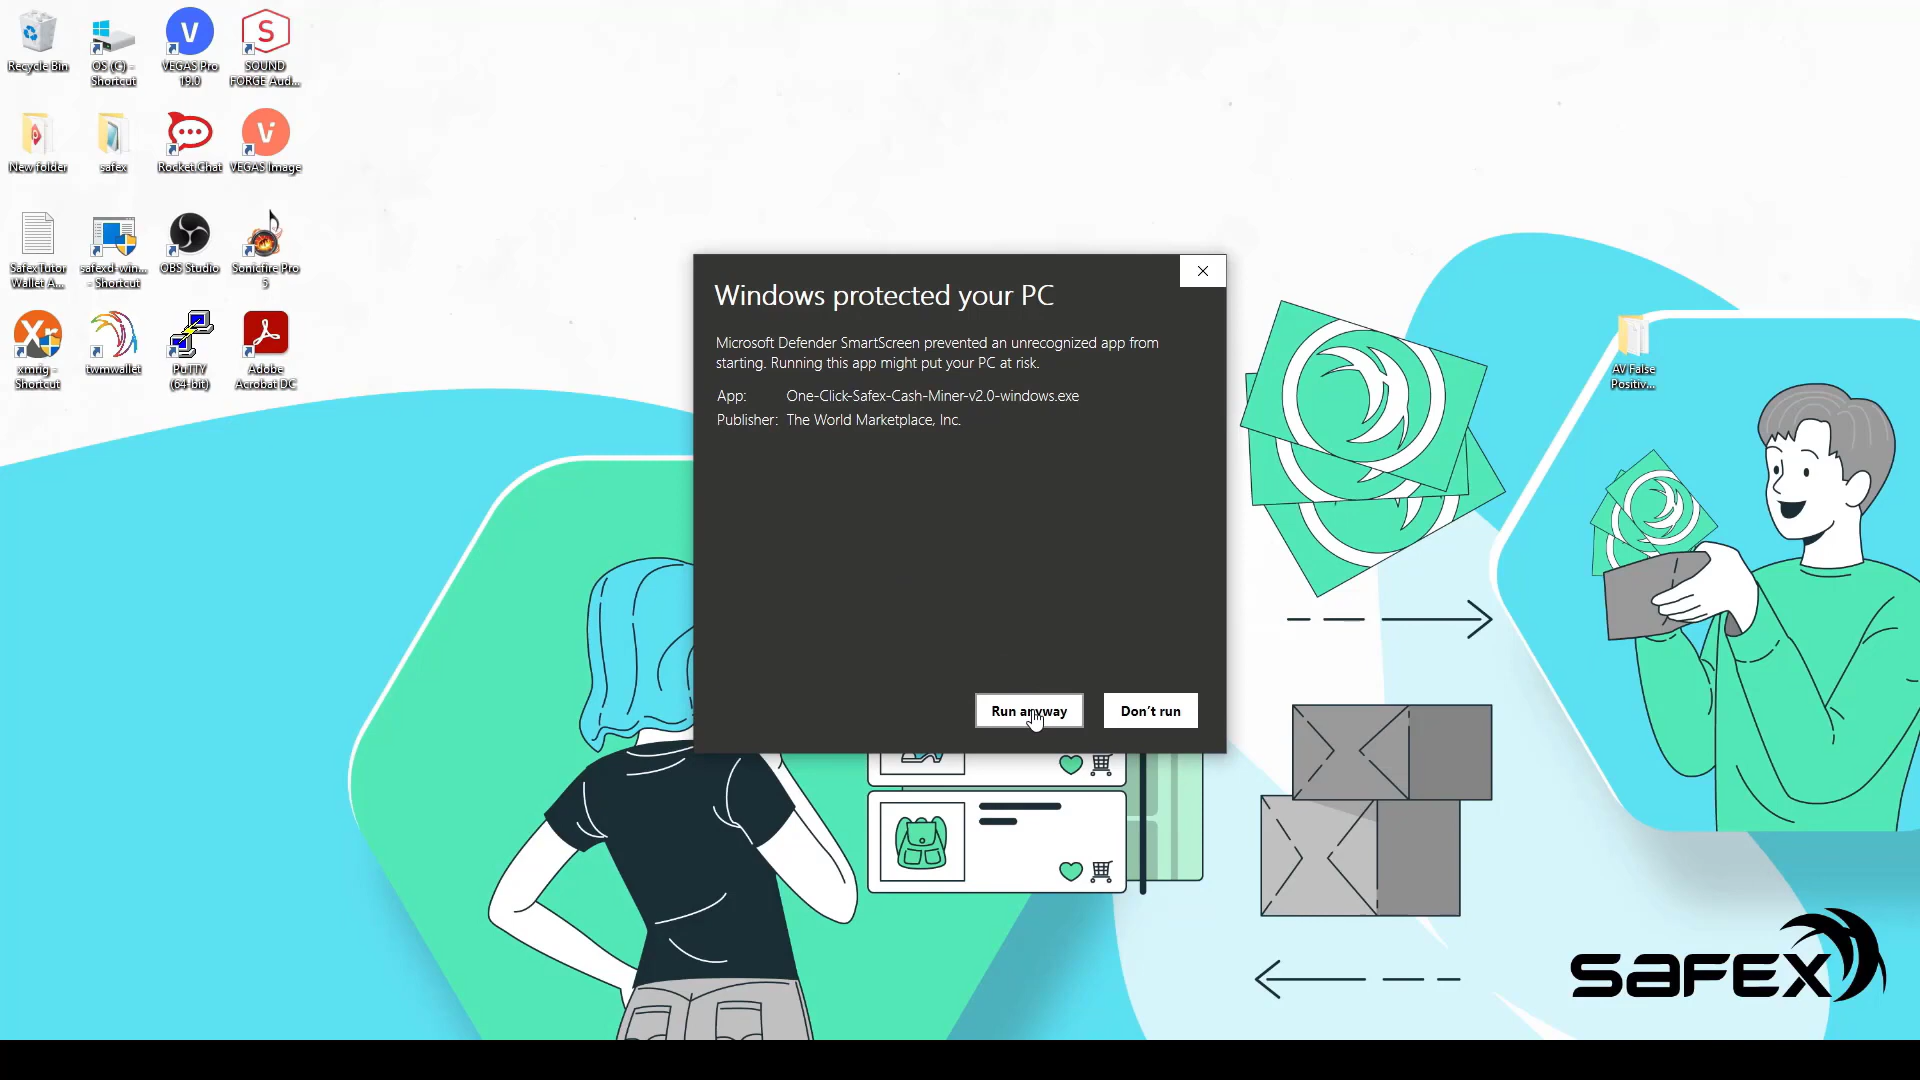 Recycle Bin
OS (C) -
Shortcut
VEGAS Pro
19.0
SOUND
FORGE Aud...
New folder
safex
Rocket.Chat
VEGAS Image
SafexTutor
Wallet A...
safexd-win...
- Shortcut
OBS Studio
Sonicfire Pro
5
xmrig -
Shortcut
twmwallet
PuTTY
(64-bit)
Adobe
Acrobat DC
Windows protected your PC
Microsoft Defender SmartScreen prevented an unrecognized app from
starting. Running this app might put your PC at risk.
App: One-Click-Safex-Cash-Miner-v2.0-windows.exe
Publisher: The World Marketplace, Inc.
Run anyway
Don't run
AV False
Positiv...
SAFEX